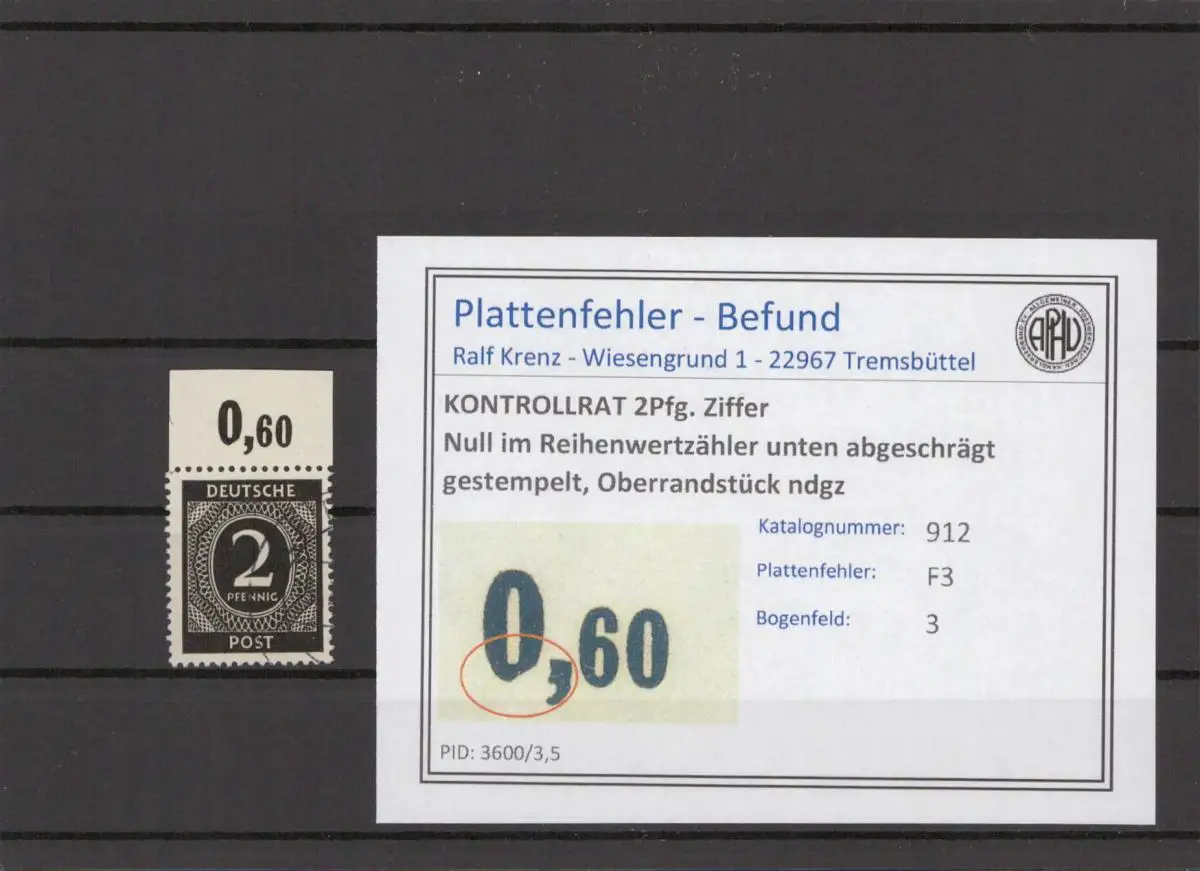 0,60
DEUTSCHE
2
PFENNIG
POST
Plattenfehler - Befund
Ralf Krenz - Wiesengrund 1 - 22967 Tremsbüttel
APHV
KONTROLLRAT 2Pfg. Ziffer
Null im Reihenwertzähler unten abgeschrägt
gestempelt, Oberrandstück ndgz
0,60
Katalognummer: 912
Plattenfehler: F3
Bogenfeld: 3
PID: 3600/3,5